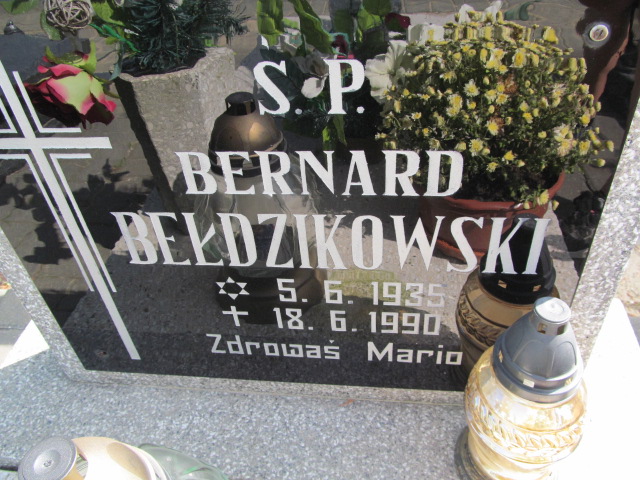 Ś.P.
BERNARD
BEŁDZIKOWSKI
✡ 5. 6. 1935
✝ 18. 6. 1990
Zdrowaś Mario